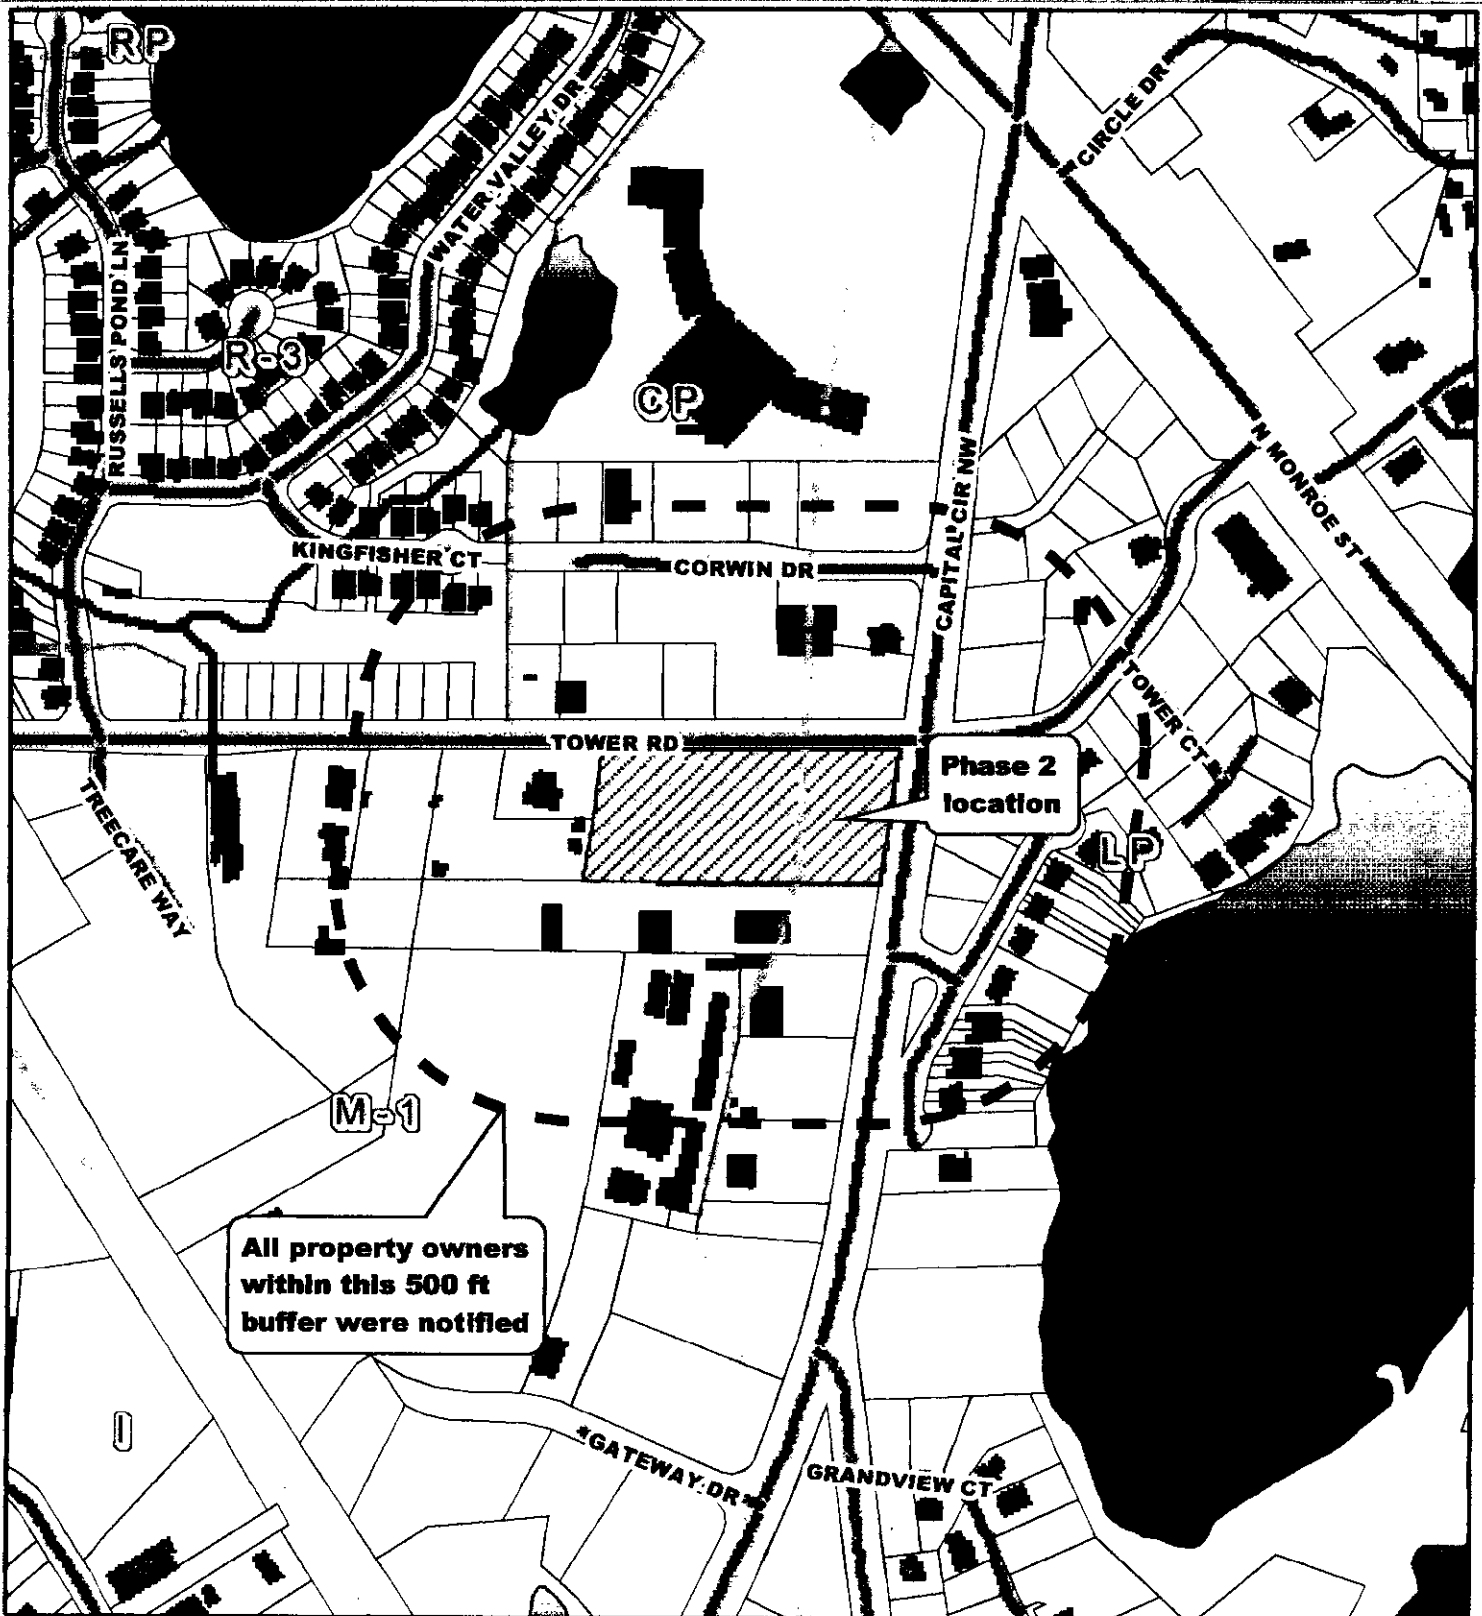 RP
WATER VALLEY DR
CIRCLE DR
RUSSELLS POND LN
R-3
CP
CAPITAL CIR NW
N MONROE ST
KINGFISHER CT
CORWIN DR
TOWER CT
TOWER RD
Phase 2
location
TREECARE WAY
LP
M-1
All property owners
within this 500 ft
buffer were notified
I
GATEWAY DR
GRANDVIEW CT